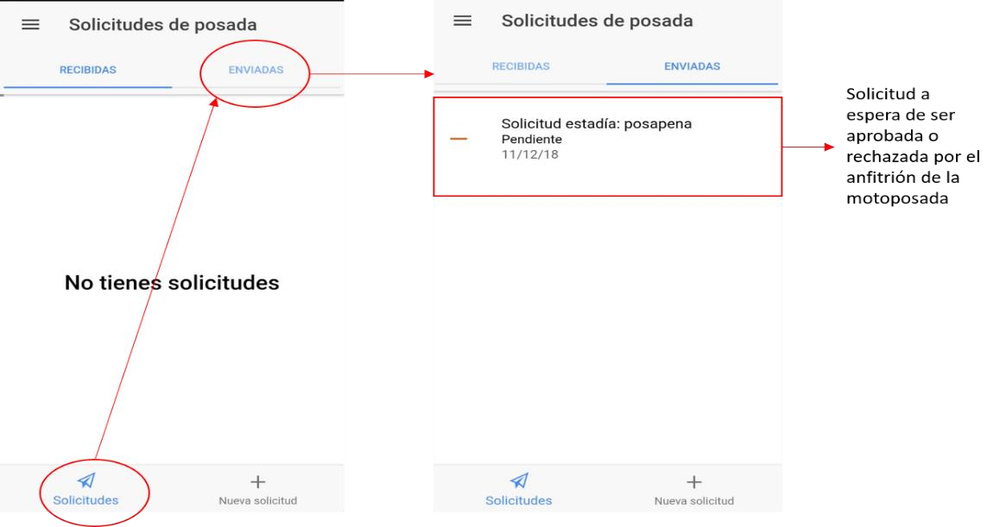 Solicitudes de posada
RECIBIDAS
ENVIADAS
No tienes solicitudes
Solicitudes
Nueva solicitud
Solicitudes de posada
RECIBIDAS
ENVIADAS
Solicitud estadía: posapena
Pendiente
11/12/18
Solicitudes
Nueva solicitud
Solicitud a
espera de ser
aprobada o
rechazada por el
anfitrión de la
motoposada